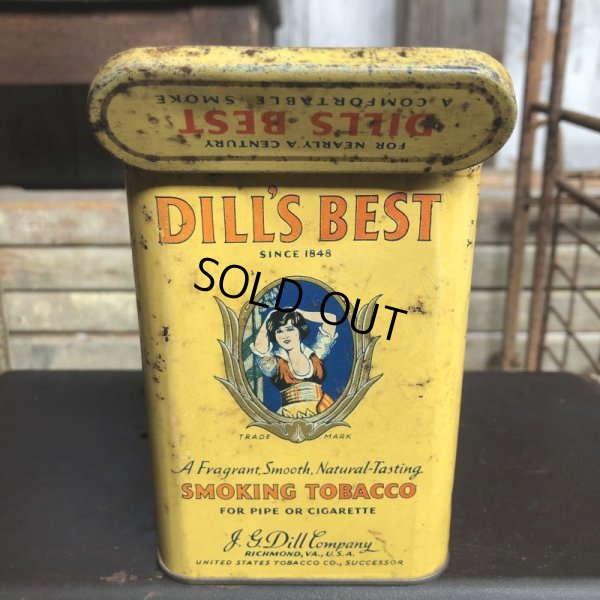 FOR NEARLY A CENTURY
DILL'S BEST
A COMFORTABLE SMOKE
DILL'S BEST
SINCE 1848
SOLD OUT
TRADE MARK
A Fragrant, Smooth, Natural-Tasting
SMOKING TOBACCO
FOR PIPE OR CIGARETTE
J. G. Dill Company
RICHMOND, VA., U.S.A.
UNITED STATES TOBACCO CO., SUCCESSOR